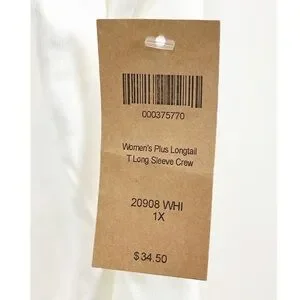 000375770
Women's Plus Longtail
T Long Sleeve Crew
20908 WHI
1X
$34.50